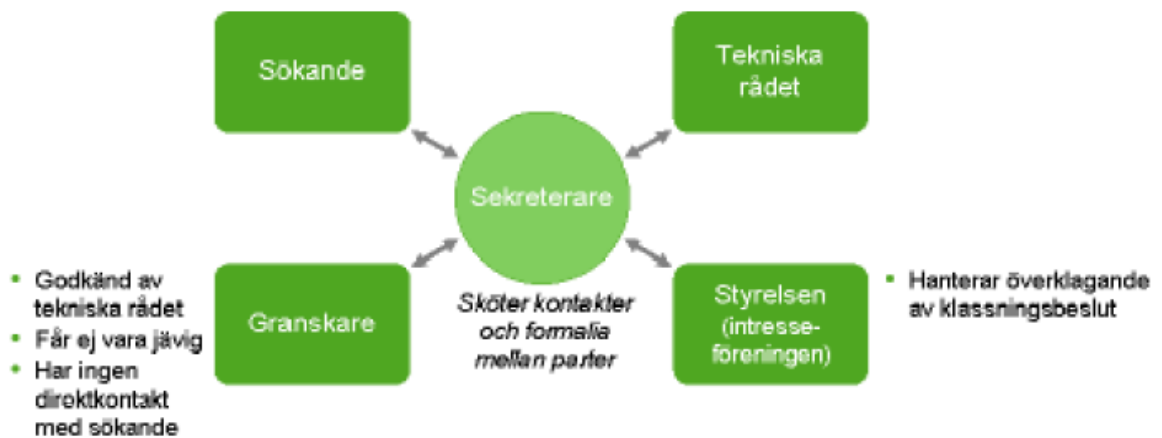 Sökande
Tekniska
rådet
Sekreterare
• Godkänd av
tekniska rådet
• Får ej vara jävig
• Har ingen
direktkontakt
med sökande
Granskare
Sköter kontakter
och formalia
mellan parter
Styrelsen
(intresse-
föreningen)
• Hanterar överklagande
av klassningsbeslut